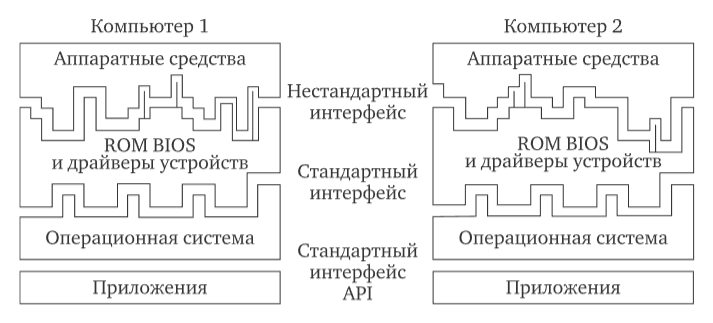 Компьютер 1
Компьютер 2
Аппаратные средства
Аппаратные средства
Нестандартный
интерфейс
ROM BIOS
и драйверы устройств
ROM BIOS
и драйверы устройств
Стандартный
интерфейс
Операционная система
Операционная система
Стандартный
интерфейс
API
Приложения
Приложения